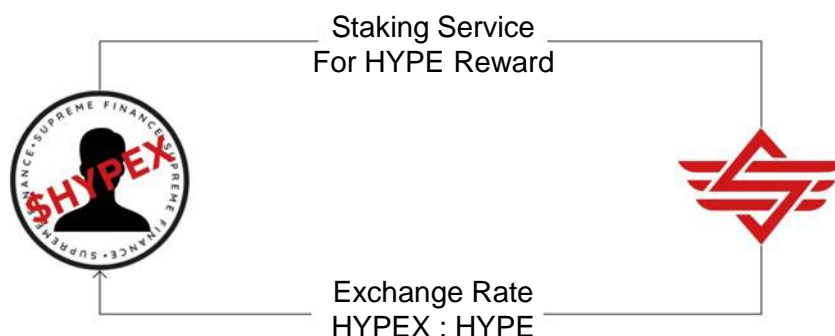 Staking Service
For HYPE Reward
SUPREME FINANCE•SUPREME FINANCE•SUPREME FINANCE
$HYPEX
Exchange Rate
HYPEX : HYPE